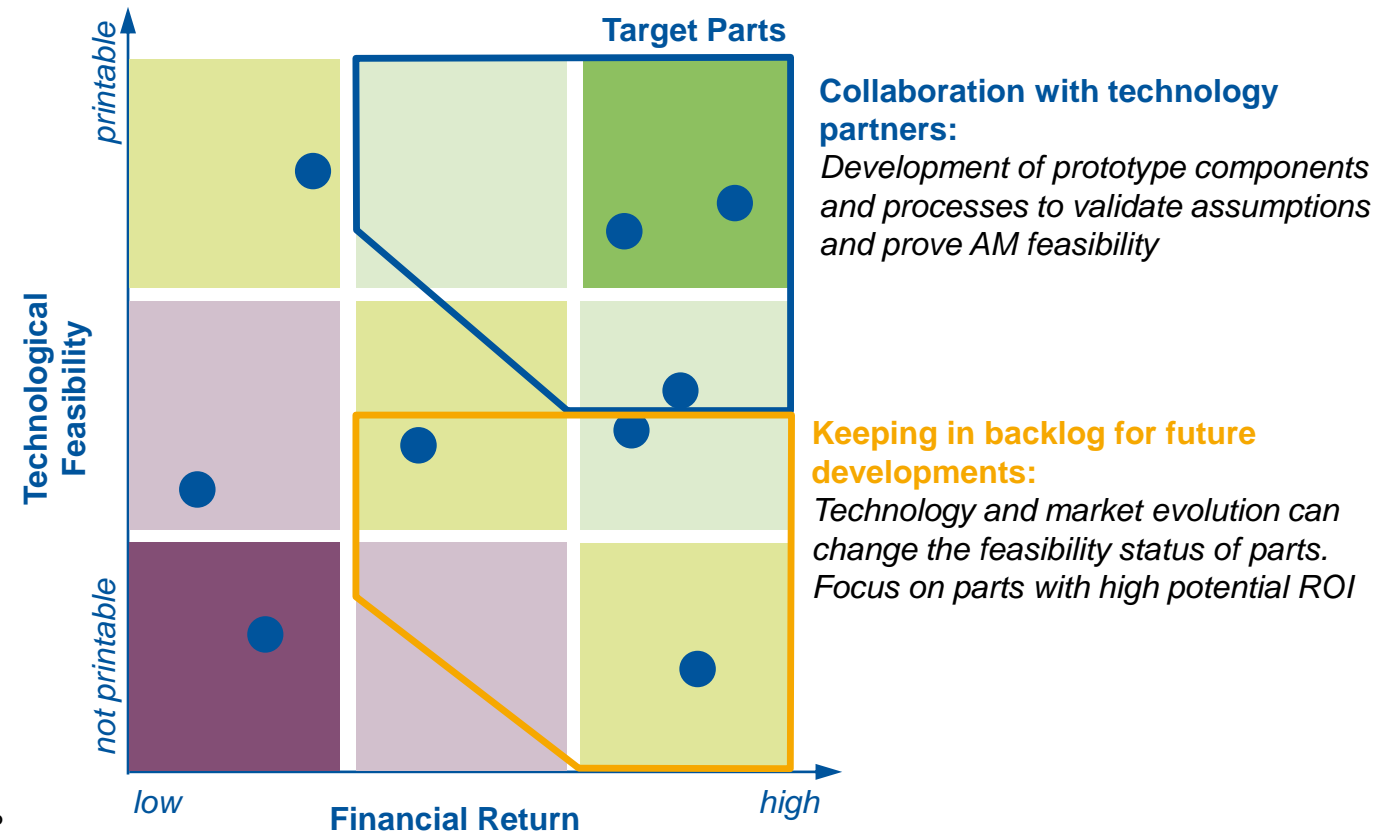 Target Parts
printable
Collaboration with technology
partners:
Development of prototype components
and processes to validate assumptions
and prove AM feasibility
Technological
Feasibility
Keeping in backlog for future
developments:
Technology and market evolution can
change the feasibility status of parts.
Focus on parts with high potential ROI
not printable
low
Financial Return
high